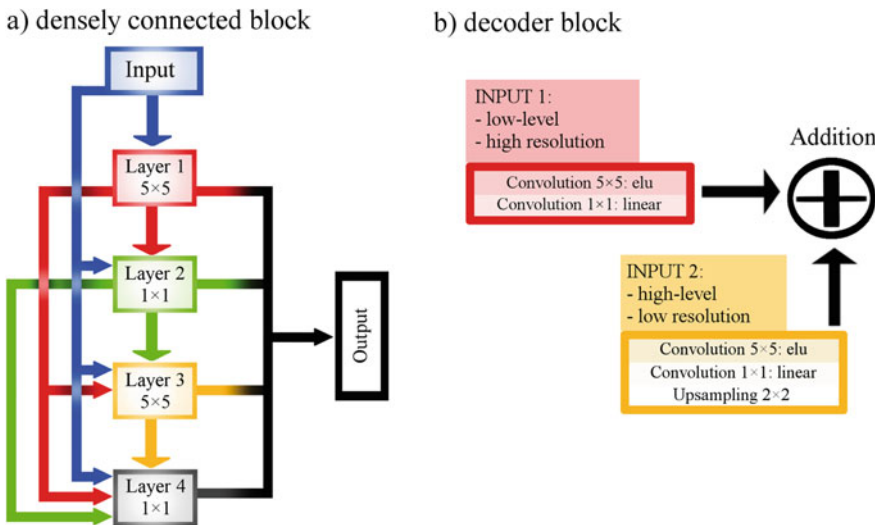 a) densely connected block
Input
Layer 1
5×5
Layer 2
1×1
Layer 3
5×5
Layer 4
1×1
Output
b) decoder block
INPUT 1:
- low-level
- high resolution
Convolution 5×5: elu
Convolution 1×1: linear
Addition
INPUT 2:
- high-level
- low resolution
Convolution 5×5: elu
Convolution 1×1: linear
Upsampling 2×2